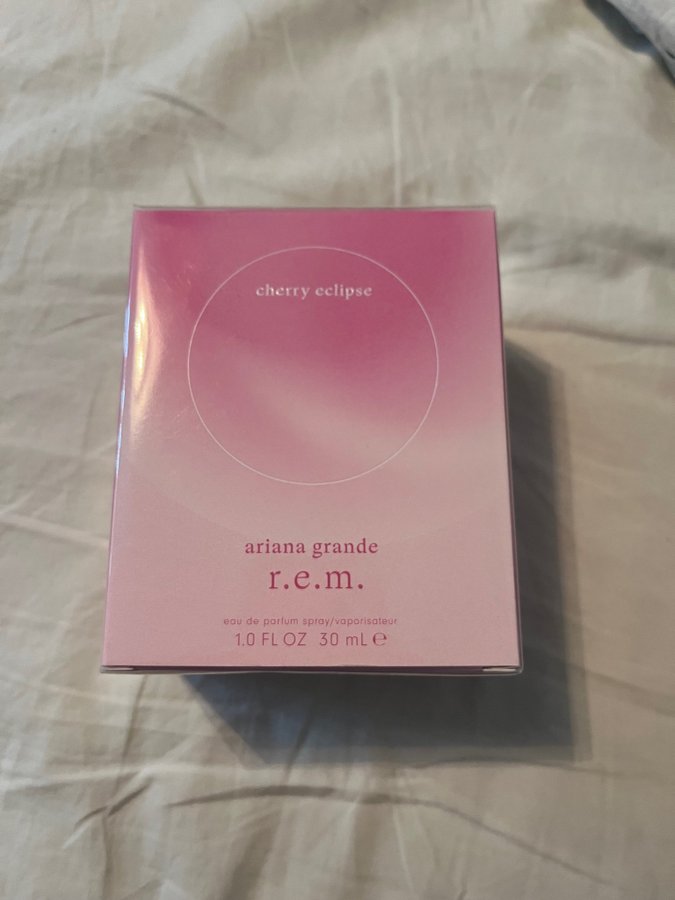 cherry eclipse
ariana grande
r.e.m.
eau de parfum spray/vaporisateur
1.0 FL OZ 30 mL ℮